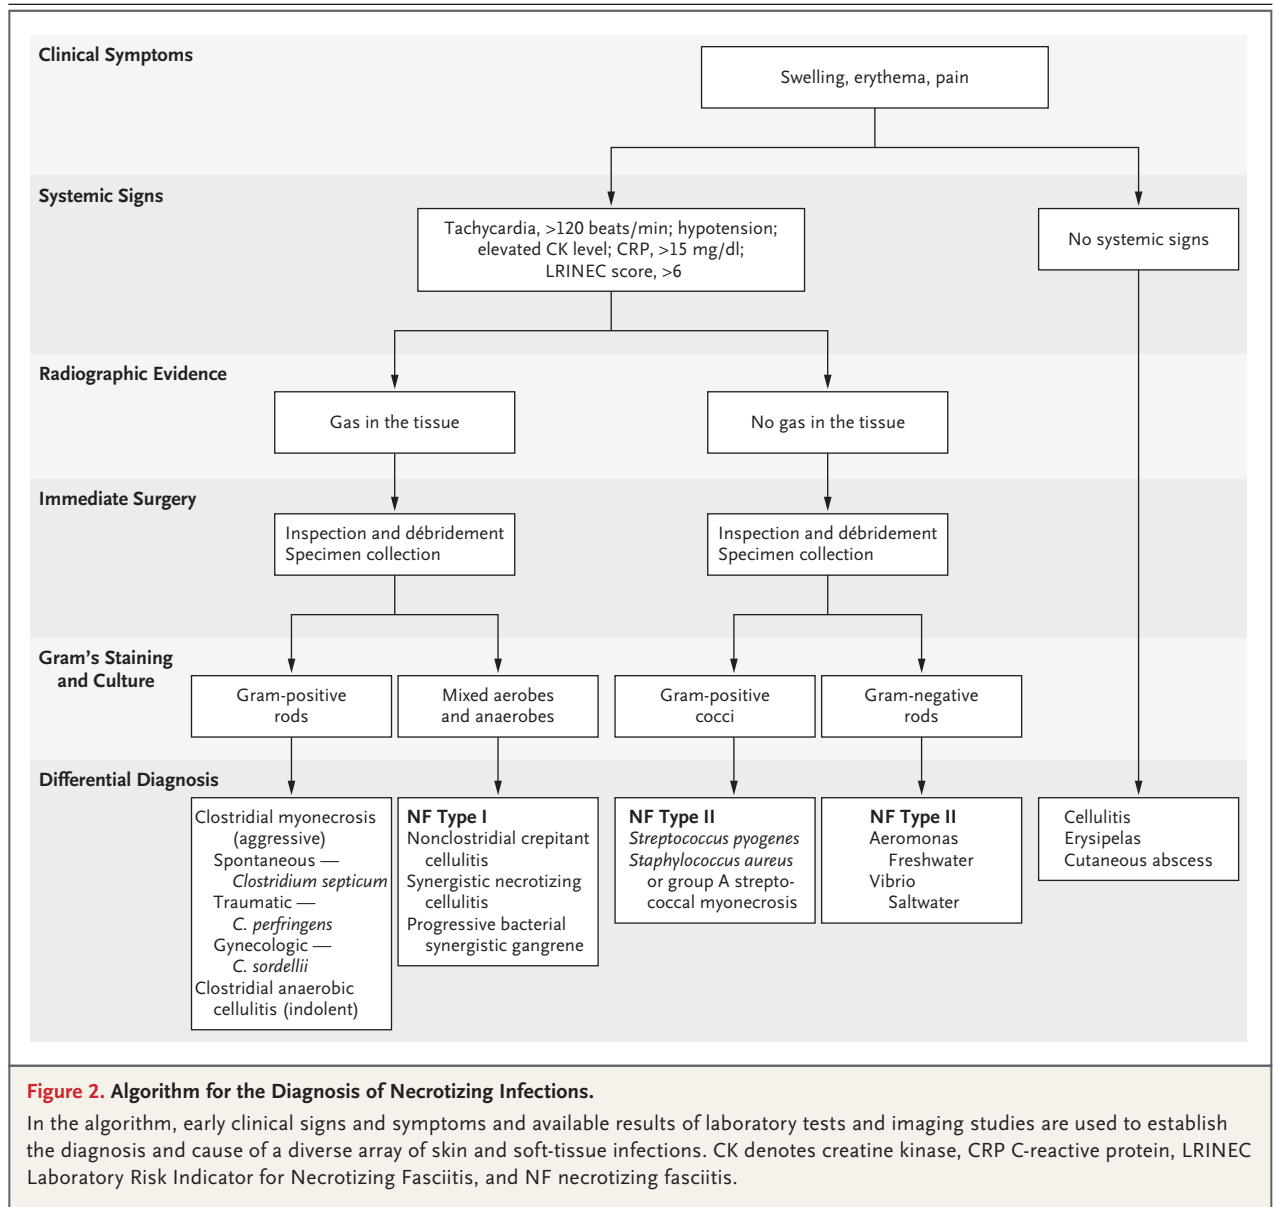 Clinical Symptoms
Swelling, erythema, pain
Systemic Signs
Tachycardia, >120 beats/min; hypotension;
elevated CK level; CRP, >15 mg/dl;
LRINEC score, >6
No systemic signs
Radiographic Evidence
Gas in the tissue
No gas in the tissue
Immediate Surgery
Inspection and débridement
Specimen collection
Inspection and débridement
Specimen collection
Gram's Staining
and Culture
Gram-positive
rods
Mixed aerobes
and anaerobes
Gram-positive
cocci
Gram-negative
rods
Differential Diagnosis
Clostridial myonecrosis
(aggressive)
Spontaneous —
Clostridium septicum
Traumatic —
C. perfringens
Gynecologic —
C. sordellii
Clostridial anaerobic
cellulitis (indolent)
NF Type I
Nonclostridial crepitant
cellulitis
Synergistic necrotizing
cellulitis
Progressive bacterial
synergistic gangrene
NF Type II
Streptococcus pyogenes
Staphylococcus aureus
or group A strepto-
coccal myonecrosis
NF Type II
Aeromonas
Freshwater
Vibrio
Saltwater
Cellulitis
Erysipelas
Cutaneous abscess
Figure 2. Algorithm for the Diagnosis of Necrotizing Infections.
In the algorithm, early clinical signs and symptoms and available results of laboratory tests and imaging studies are used to establish
the diagnosis and cause of a diverse array of skin and soft-tissue infections. CK denotes creatine kinase, CRP C-reactive protein, LRINEC
Laboratory Risk Indicator for Necrotizing Fasciitis, and NF necrotizing fasciitis.